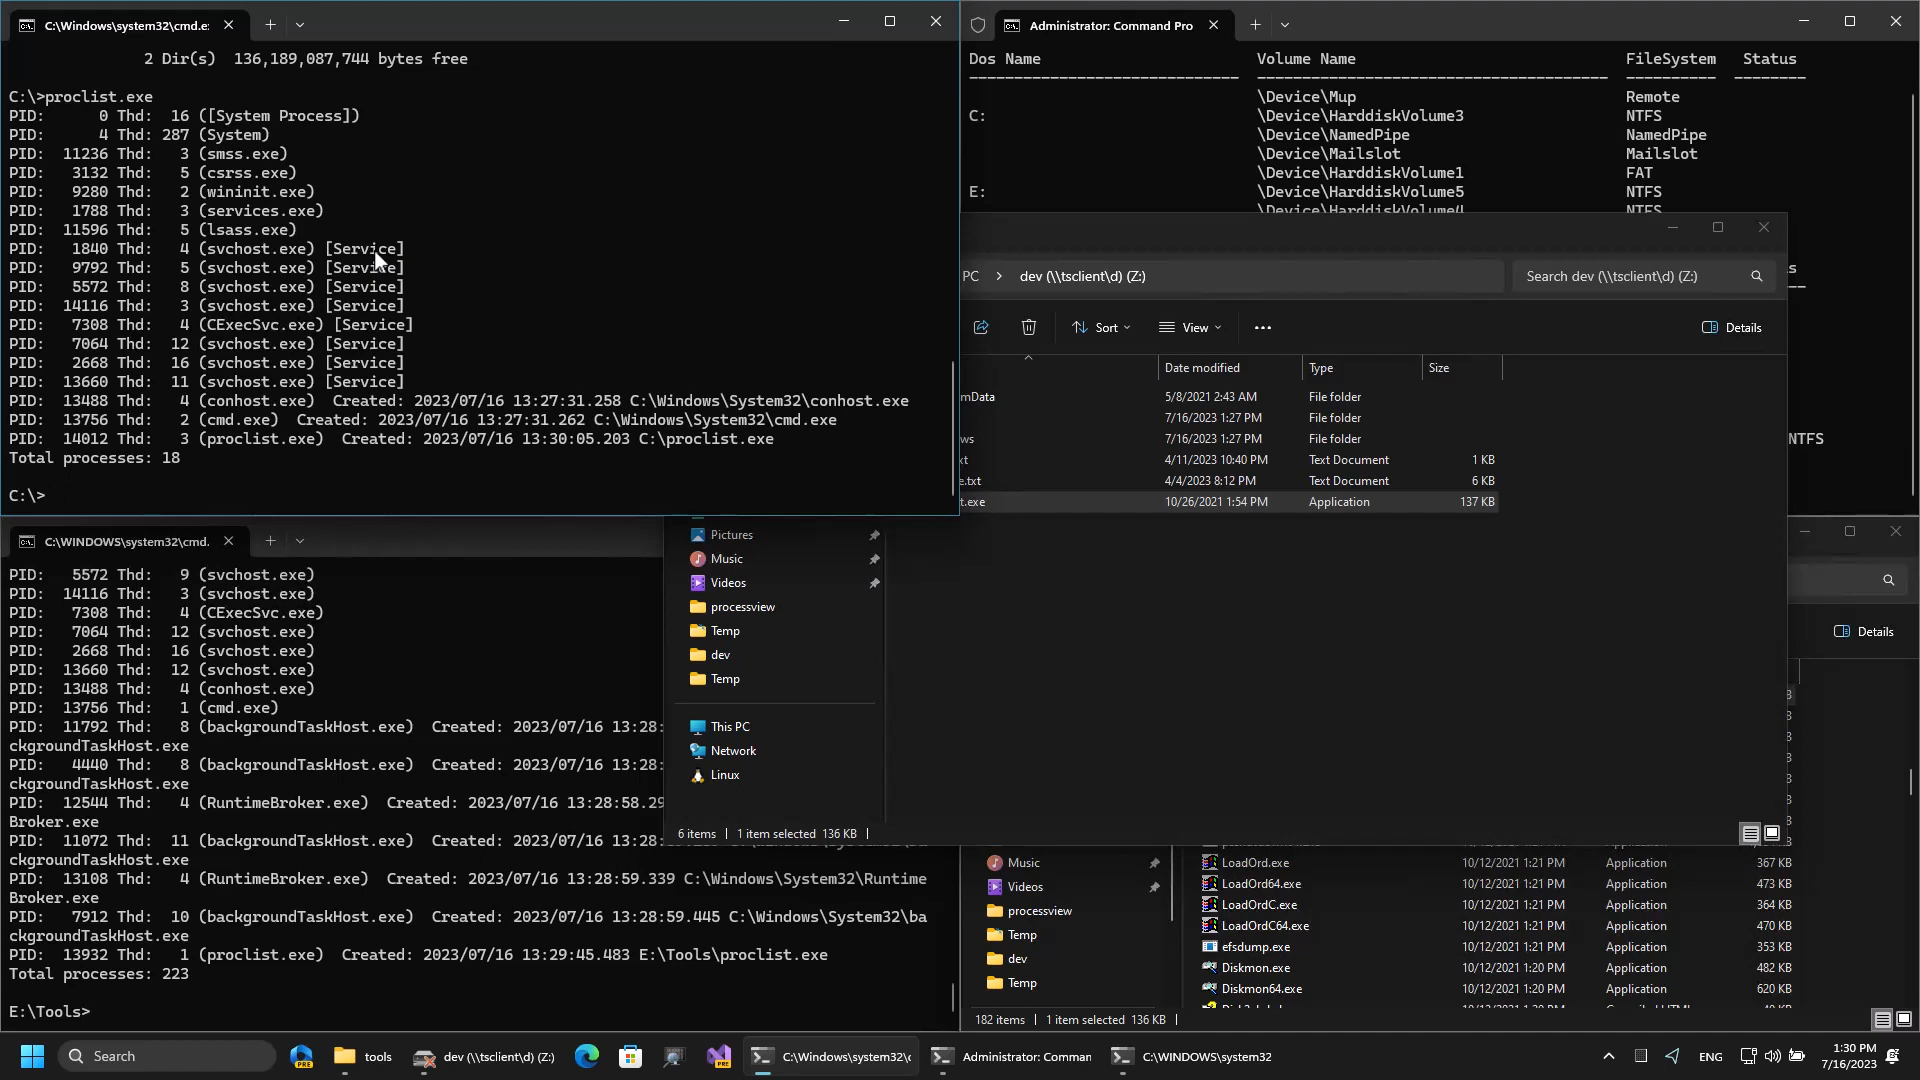 C:\Windows\system32\cmd.e
2 Dir(s)  136,189,087,744 bytes free
C:\>proclist.exe
PID:      0 Thd:  16 ([System Process])
PID:      4 Thd: 287 (System)
PID:  11236 Thd:   3 (smss.exe)
PID:   3132 Thd:   5 (csrss.exe)
PID:   9280 Thd:   2 (wininit.exe)
PID:   1788 Thd:   3 (services.exe)
PID:  11596 Thd:   5 (lsass.exe)
PID:   1840 Thd:   4 (svchost.exe) [Service]
PID:   9792 Thd:   5 (svchost.exe) [Service]
PID:   5572 Thd:   8 (svchost.exe) [Service]
PID:  14116 Thd:   3 (svchost.exe) [Service]
PID:   7308 Thd:   4 (CExecSvc.exe) [Service]
PID:   7064 Thd:  12 (svchost.exe) [Service]
PID:   2668 Thd:  16 (svchost.exe) [Service]
PID:  13660 Thd:  11 (svchost.exe) [Service]
PID:  13488 Thd:   4 (conhost.exe)  Created: 2023/07/16 13:27:31.258 C:\Windows\System32\conhost.exe
PID:  13756 Thd:   2 (cmd.exe)  Created: 2023/07/16 13:27:31.262 C:\Windows\System32\cmd.exe
PID:  14012 Thd:   3 (proclist.exe)  Created: 2023/07/16 13:30:05.203 C:\proclist.exe
Total processes: 18
C:\>
Administrator: Command Pro
Dos Name Volume Name FileSystem Status
\Device\Mup Remote
C: \Device\HarddiskVolume3 NTFS
\Device\NamedPipe NamedPipe
\Device\Mailslot Mailslot
\Device\HarddiskVolume1 FAT
E: \Device\HarddiskVolume5 NTFS
\Device\HarddiskVolume4 NTFS
NTFS
PC > dev (\\tsclient\d) (Z:)
Search dev (\\tsclient\d) (Z:)
Sort View ... Details
Date modified Type Size
mData 5/8/2021 2:43 AM File folder
ws 7/16/2023 1:27 PM File folder
7/16/2023 1:27 PM File folder
xt 4/11/2023 10:40 PM Text Document 1 KB
e.txt 4/4/2023 8:12 PM Text Document 6 KB
t.exe 10/26/2021 1:54 PM Application 137 KB
Pictures
Music
Videos
processview
Temp
dev
Temp
This PC
Network
Linux
6 items 1 item selected 136 KB
C:\WINDOWS\system32\cmd.
PID:   5572 Thd:   9 (svchost.exe)
PID:  14116 Thd:   3 (svchost.exe)
PID:   7308 Thd:   4 (CExecSvc.exe)
PID:   7064 Thd:  12 (svchost.exe)
PID:   2668 Thd:  16 (svchost.exe)
PID:  13660 Thd:  12 (svchost.exe)
PID:  13488 Thd:   4 (conhost.exe)
PID:  13756 Thd:   1 (cmd.exe)
PID:  11792 Thd:   8 (backgroundTaskHost.exe)  Created: 2023/07/16 13:28:
ckgroundTaskHost.exe
PID:   4440 Thd:   8 (backgroundTaskHost.exe)  Created: 2023/07/16 13:28:
ckgroundTaskHost.exe
PID:  12544 Thd:   4 (RuntimeBroker.exe)  Created: 2023/07/16 13:28:58.29
Broker.exe
PID:  11072 Thd:  11 (backgroundTaskHost.exe)  Created: 2023/07/16 13:28:
ckgroundTaskHost.exe
PID:  13108 Thd:   4 (RuntimeBroker.exe)  Created: 2023/07/16 13:28:59.339 C:\Windows\System32\Runtime
Broker.exe
PID:   7912 Thd:  10 (backgroundTaskHost.exe)  Created: 2023/07/16 13:28:59.445 C:\Windows\System32\ba
ckgroundTaskHost.exe
PID:  13932 Thd:   1 (proclist.exe)  Created: 2023/07/16 13:29:45.483 E:\Tools\proclist.exe
Total processes: 223
E:\Tools>
Details
Music
Videos
processview
Temp
dev
Temp
LoadOrd.exe 10/12/2021 1:21 PM Application 367 KB
LoadOrd64.exe 10/12/2021 1:21 PM Application 473 KB
LoadOrdC.exe 10/12/2021 1:21 PM Application 364 KB
LoadOrdC64.exe 10/12/2021 1:21 PM Application 470 KB
efsdump.exe 10/12/2021 1:21 PM Application 353 KB
Diskmon.exe 10/12/2021 1:20 PM Application 482 KB
Diskmon64.exe 10/12/2021 1:20 PM Application 620 KB
182 items 1 item selected 136 KB
Search
PRE
tools
dev (\\tsclient\d) (Z:)
PRE
C:\Windows\system32\c
Administrator: Comman
C:\WINDOWS\system32
ENG
1:30 PM
7/16/2023